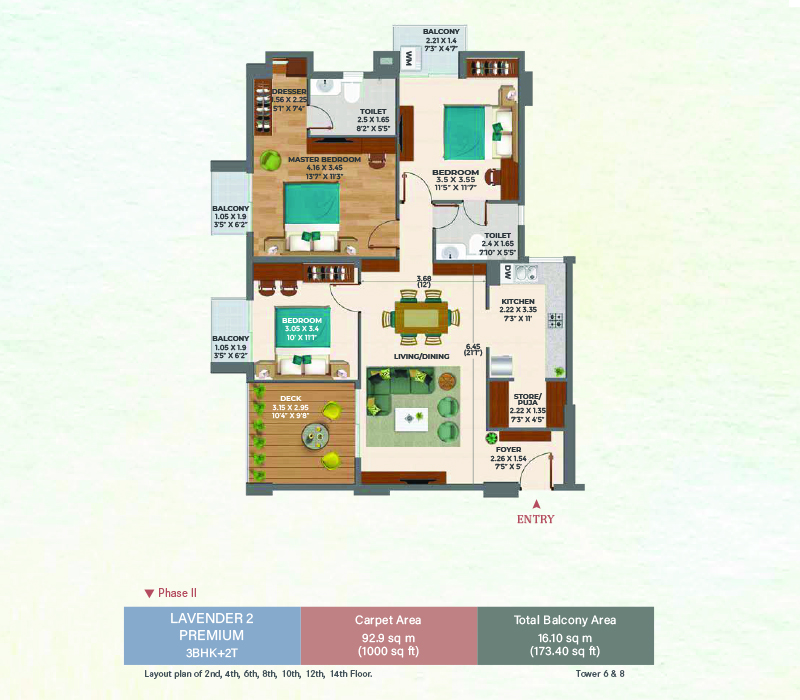 BALCONY
2.21 X 1.4
7'3" X 4'7"
WM
DRESSER
1.56 X 2.25
5'1" X 7'4"
TOILET
2.5 X 1.65
8'2" X 5'5"
MASTER BEDROOM
4.16 X 3.45
13'7" X 11'3"
BEDROOM
3.5 X 3.55
11'5" X 11'7"
BALCONY
1.05 X 1.9
3'5" X 6'2"
TOILET
2.4 X 1.65
7'10" X 5'5"
DW
3.68
(12')
KITCHEN
2.22 X 3.35
7'3" X 11'
BEDROOM
3.05 X 3.4
10' X 11'1"
BALCONY
1.05 X 1.9
3'5" X 6'2"
6.45
(21'1")
LIVING/DINING
DECK
3.15 X 2.95
10'4" X 9'8"
STORE/
PUJA
2.22 X 1.35
7'3" X 4'5"
FOYER
2.26 X 1.54
7'5" X 5'
ENTRY
Phase II
LAVENDER 2
PREMIUM
3BHK+2T
Carpet Area
92.9 sq m
(1000 sq ft)
Total Balcony Area
16.10 sq m
(173.40 sq ft)
Layout plan of 2nd, 4th, 6th, 8th, 10th, 12th, 14th Floor.
Tower 6 & 8